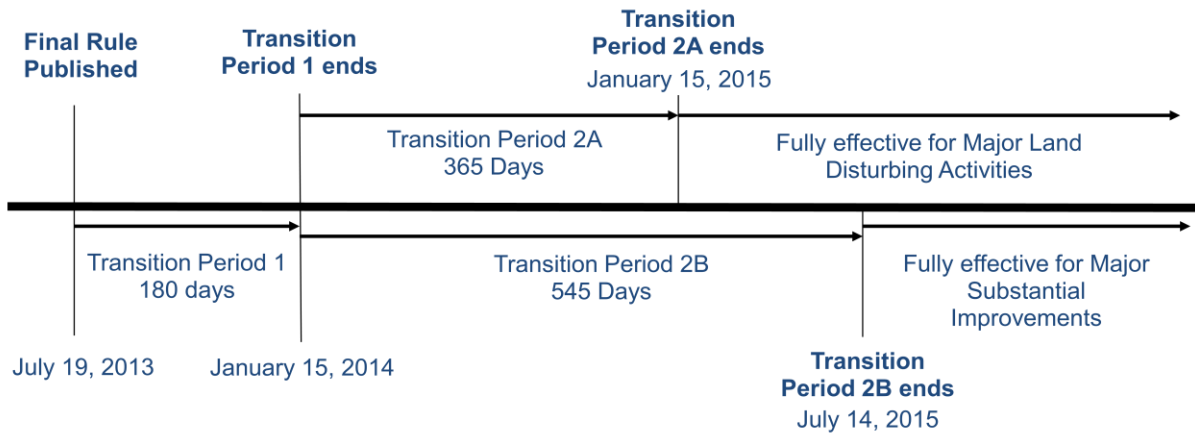 Final Rule
Published
Transition
Period 1 ends
Transition
Period 2A ends
January 15, 2015
Transition Period 2A
365 Days
Fully effective for Major Land
Disturbing Activities
Transition Period 1
180 days
Transition Period 2B
545 Days
Fully effective for Major
Substantial
Improvements
July 19, 2013
January 15, 2014
Transition
Period 2B ends
July 14, 2015